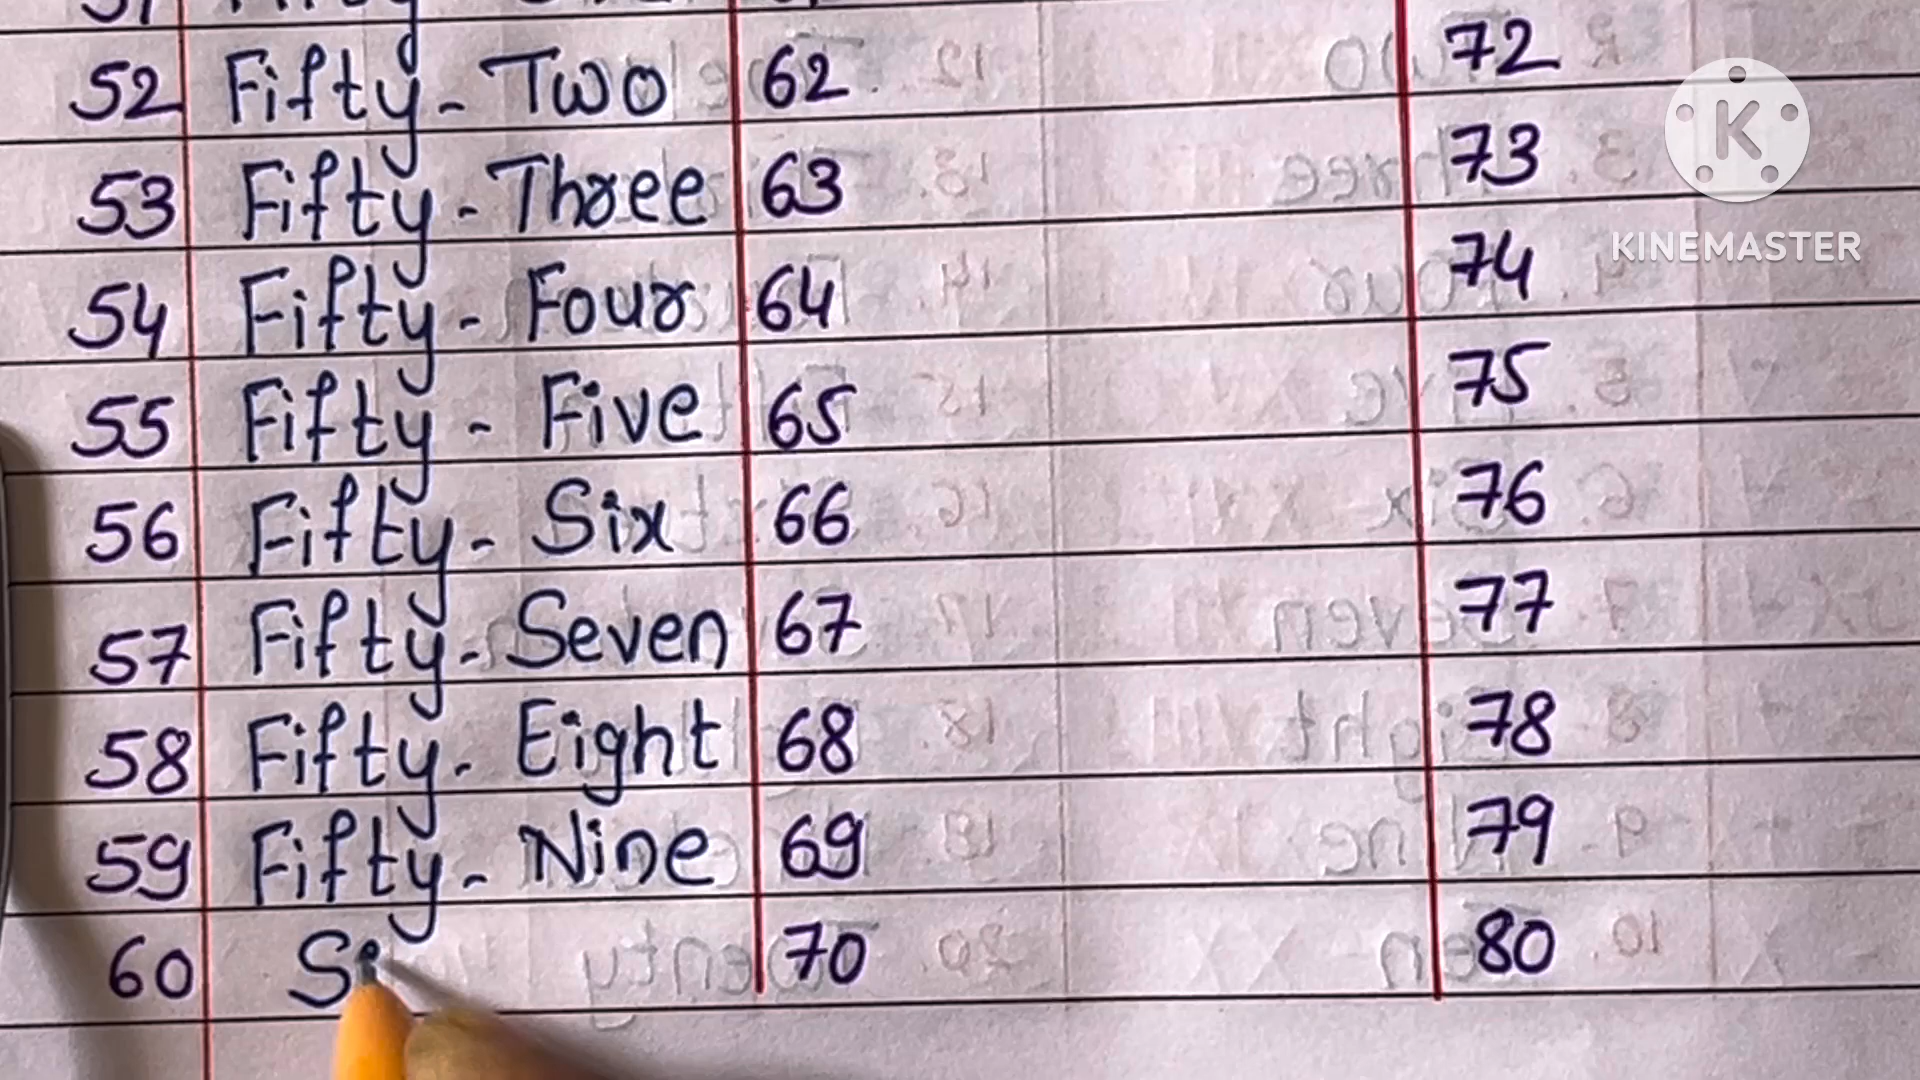 52 Fifty-Two 62 72
53 Fifty-Three 63 73
54 Fifty-Four 64 74
55 Fifty-Five 65 75
56 Fifty-Six 66 76
57 Fifty-Seven 67 77
58 Fifty-Eight 68 78
59 Fifty-Nine 69 79
60 S 70 80
K
KINEMASTER